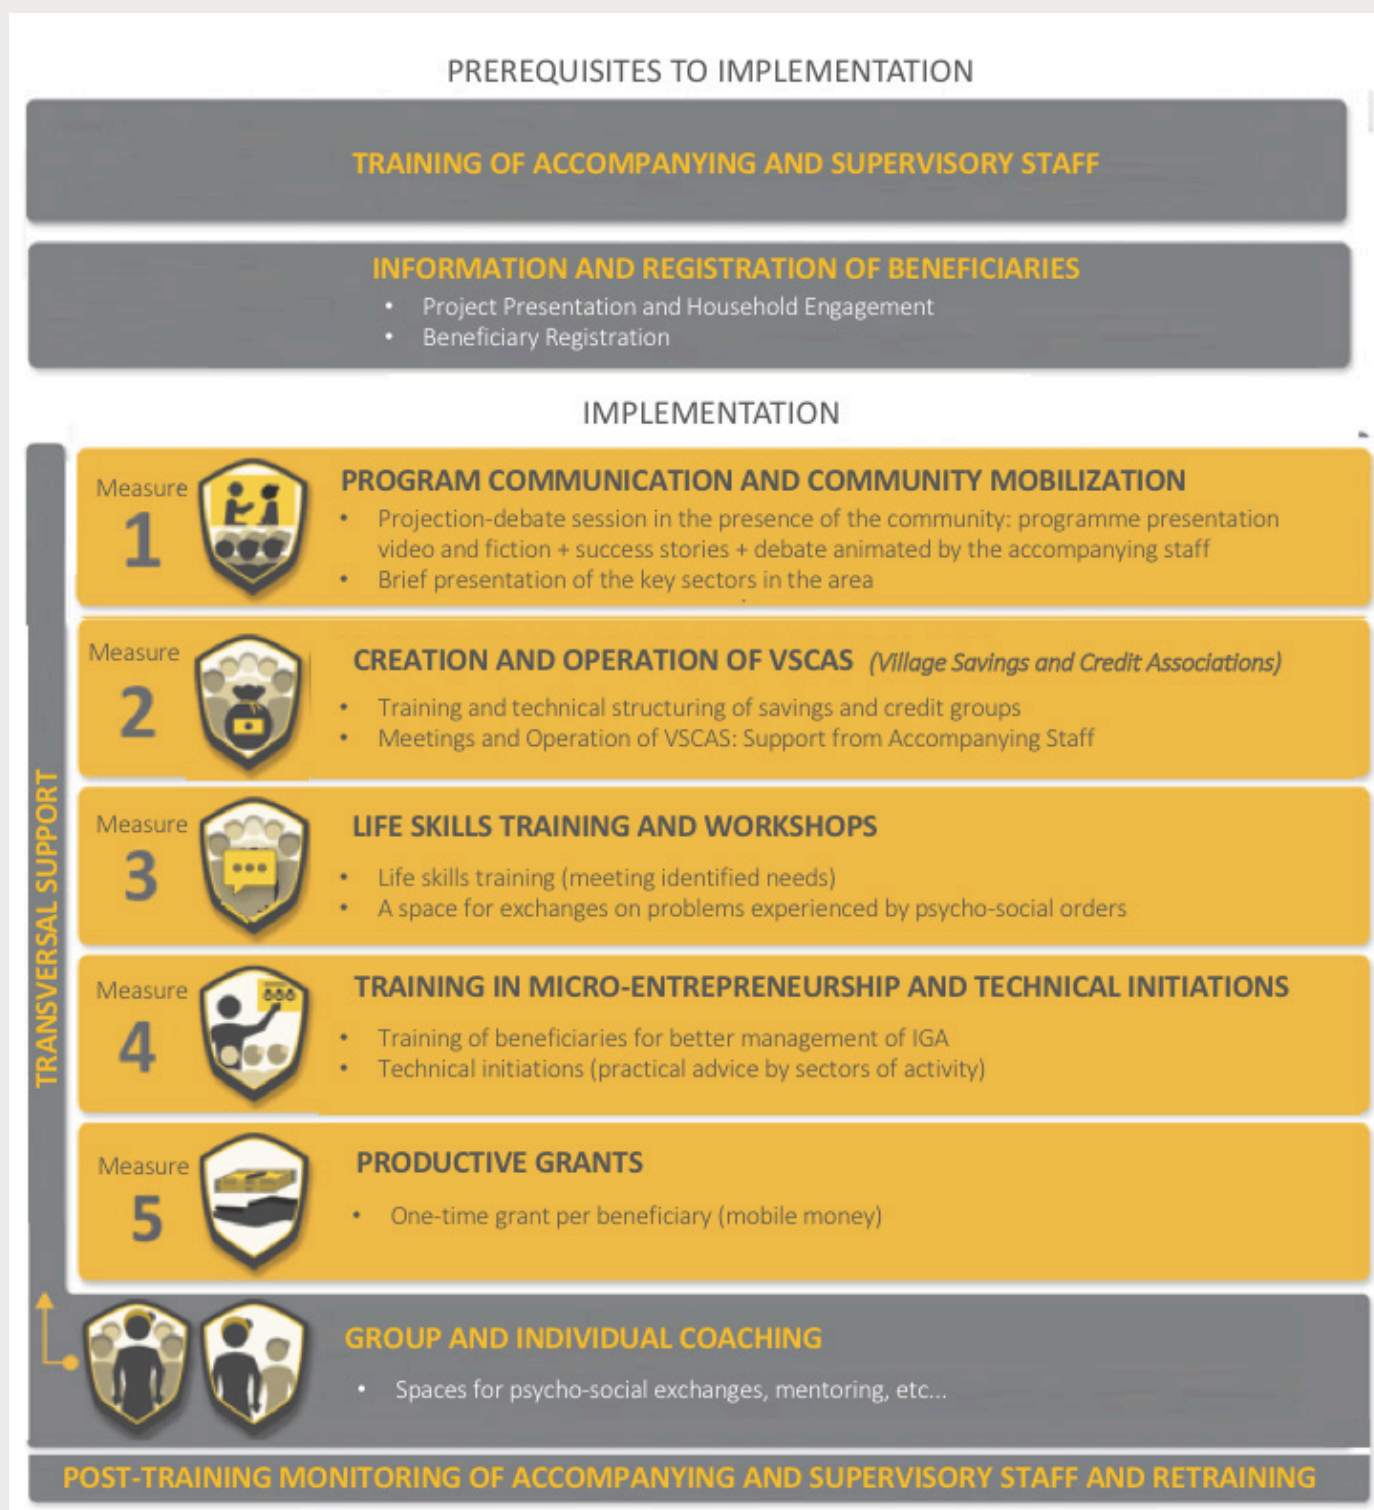 PREREQUISITES TO IMPLEMENTATION
TRAINING OF ACCOMPANYING AND SUPERVISORY STAFF
INFORMATION AND REGISTRATION OF BENEFICIARIES
• Project Presentation and Household Engagement
• Beneficiary Registration
IMPLEMENTATION
TRANSVERSAL SUPPORT
Measure
1
PROGRAM COMMUNICATION AND COMMUNITY MOBILIZATION
• Projection-debate session in the presence of the community: programme presentation
video and fiction + success stories + debate animated by the accompanying staff
• Brief presentation of the key sectors in the area
Measure
2
CREATION AND OPERATION OF VSCAS (Village Savings and Credit Associations)
• Training and technical structuring of savings and credit groups
• Meetings and Operation of VSCAS: Support from Accompanying Staff
Measure
3
LIFE SKILLS TRAINING AND WORKSHOPS
• Life skills training (meeting identified needs)
• A space for exchanges on problems experienced by psycho-social orders
Measure
4
TRAINING IN MICRO-ENTREPRENEURSHIP AND TECHNICAL INITIATIONS
• Training of beneficiaries for better management of IGA
• Technical initiations (practical advice by sectors of activity)
Measure
5
PRODUCTIVE GRANTS
• One-time grant per beneficiary (mobile money)
GROUP AND INDIVIDUAL COACHING
• Spaces for psycho-social exchanges, mentoring, etc...
POST-TRAINING MONITORING OF ACCOMPANYING AND SUPERVISORY STAFF AND RETRAINING